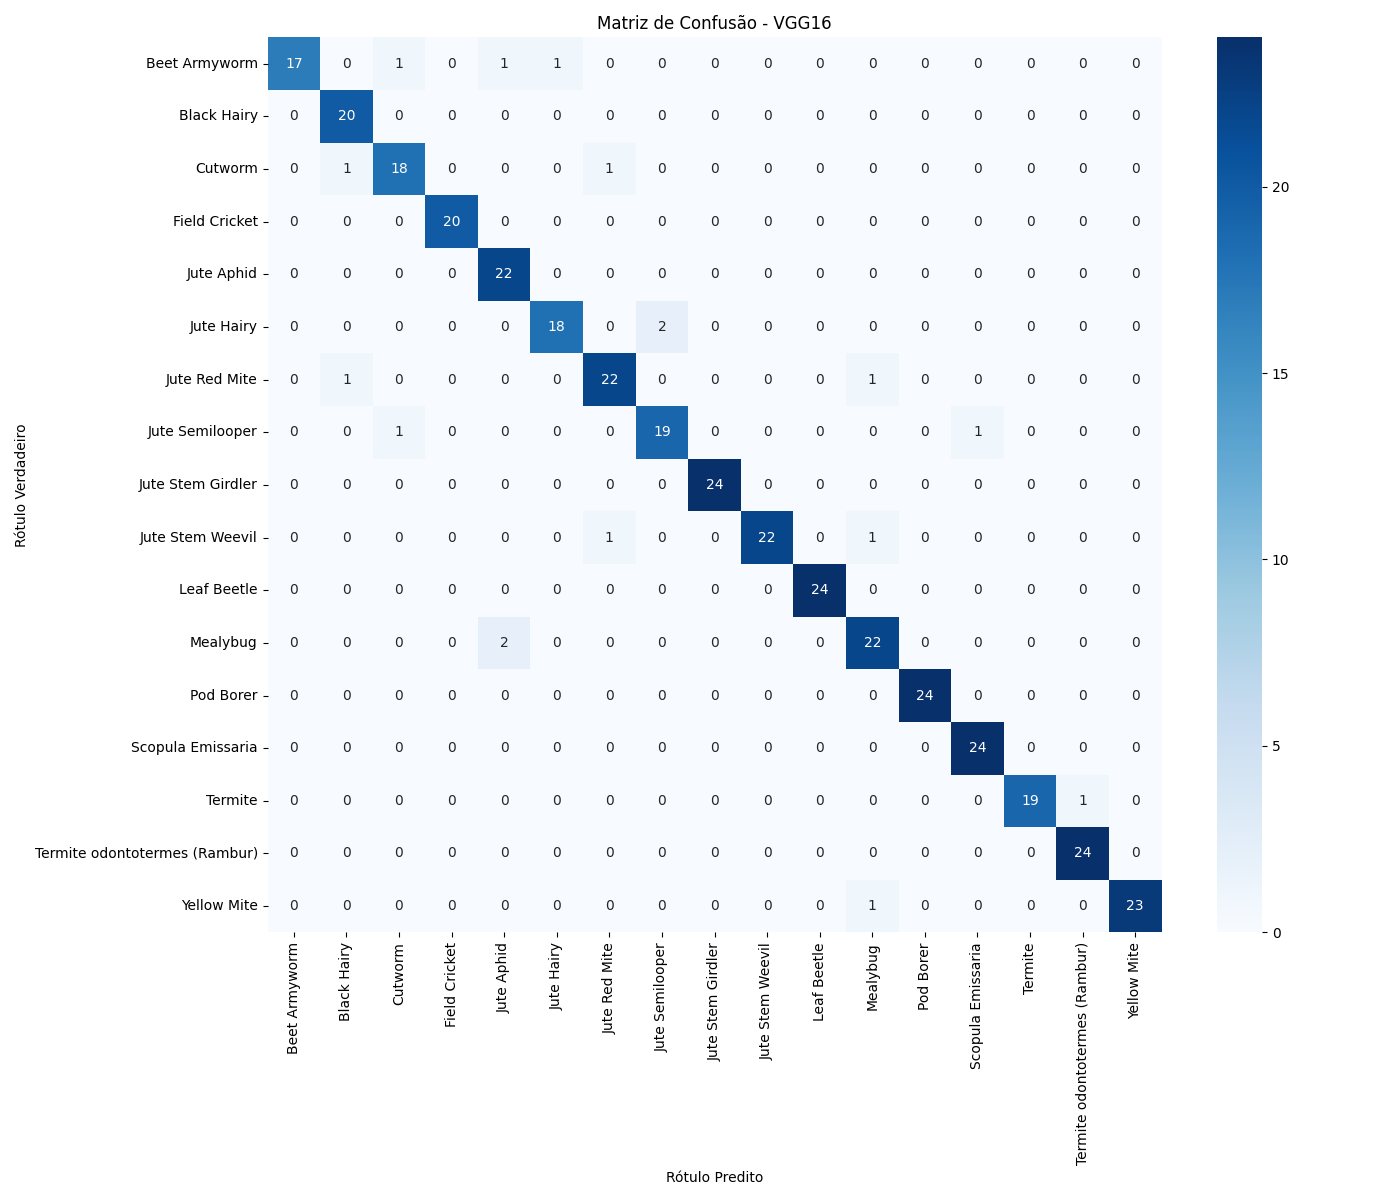 Matriz de Confusão - VGG16
Beet Armyworm 17 0 1 0 1 1 0 0 0 0 0 0 0 0 0 0 0
Black Hairy 0 20 0 0 0 0 0 0 0 0 0 0 0 0 0 0 0
Cutworm 0 1 18 0 0 0 1 0 0 0 0 0 0 0 0 0 0
Field Cricket 0 0 0 20 0 0 0 0 0 0 0 0 0 0 0 0 0
Jute Aphid 0 0 0 0 22 0 0 0 0 0 0 0 0 0 0 0 0
Jute Hairy 0 0 0 0 0 18 0 2 0 0 0 0 0 0 0 0 0
Jute Red Mite 0 1 0 0 0 0 22 0 0 0 0 1 0 0 0 0 0
Jute Semilooper 0 0 1 0 0 0 0 19 0 0 0 0 0 1 0 0 0
Jute Stem Girdler 0 0 0 0 0 0 0 0 24 0 0 0 0 0 0 0 0
Jute Stem Weevil 0 0 0 0 0 0 1 0 0 22 0 1 0 0 0 0 0
Leaf Beetle 0 0 0 0 0 0 0 0 0 0 24 0 0 0 0 0 0
Mealybug 0 0 0 0 2 0 0 0 0 0 0 22 0 0 0 0 0
Pod Borer 0 0 0 0 0 0 0 0 0 0 0 0 24 0 0 0 0
Scopula Emissaria 0 0 0 0 0 0 0 0 0 0 0 0 0 24 0 0 0
Termite 0 0 0 0 0 0 0 0 0 0 0 0 0 0 19 1 0
Termite odontotermes (Rambur) 0 0 0 0 0 0 0 0 0 0 0 0 0 0 0 24 0
Yellow Mite 0 0 0 0 0 0 0 0 0 0 0 1 0 0 0 0 23
Rótulo Verdadeiro
Beet Armyworm
Black Hairy
Cutworm
Field Cricket
Jute Aphid
Jute Hairy
Jute Red Mite
Jute Semilooper
Jute Stem Girdler
Jute Stem Weevil
Leaf Beetle
Mealybug
Pod Borer
Scopula Emissaria
Termite
Termite odontotermes (Rambur)
Yellow Mite
Rótulo Predito
20
15
10
5
0